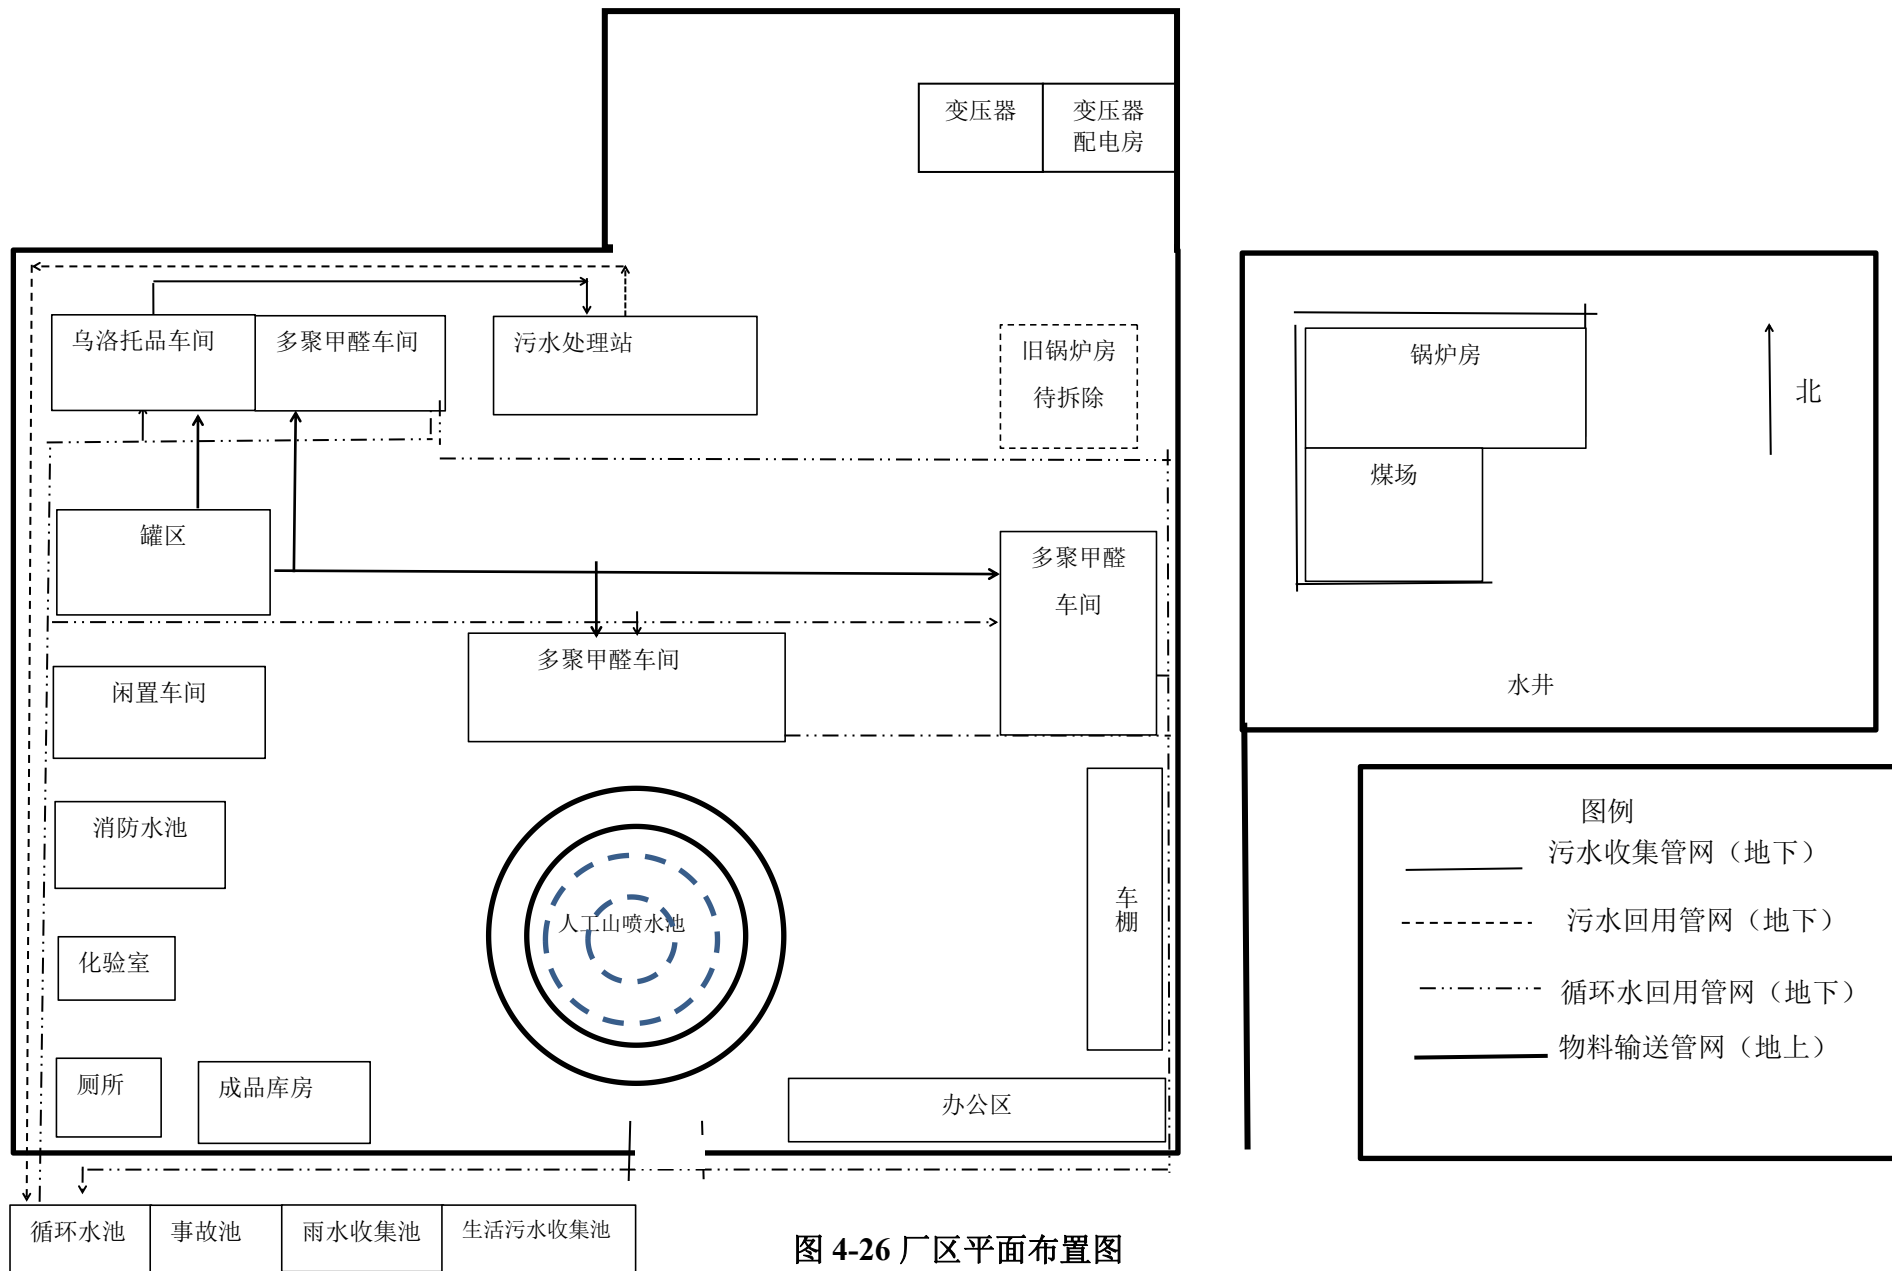 变压器
变压器
配电房
乌洛托品车间
多聚甲醛车间
污水处理站
旧锅炉房
待拆除
锅炉房
北
煤场
罐区
多聚甲醛
车间
多聚甲醛车间
闲置车间
水井
消防水池
人工山喷水池
车
棚
化验室
厕所
成品库房
办公区
图例
污水收集管网（地下）
污水回用管网（地下）
循环水回用管网（地下）
物料输送管网（地上）
循环水池
事故池
雨水收集池
生活污水收集池
图 4-26 厂区平面布置图